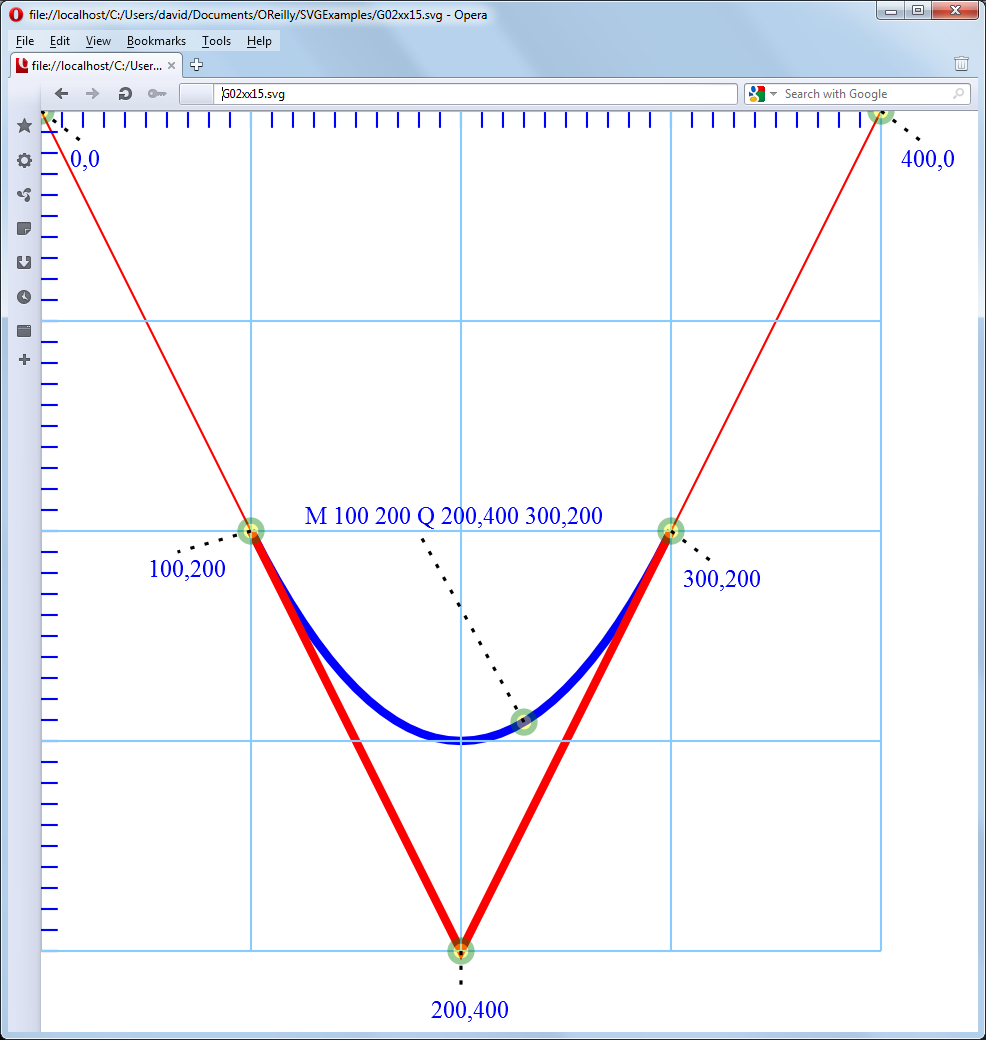 file://localhost/C:/Users/david/Documents/OReilly/SVGExamples/G02xx15.svg - Opera
File Edit View Bookmarks Tools Help
file://localhost/C:/User...
G02xx15.svg
Search with Google
0,0
400,0
M 100 200 Q 200,400 300,200
100,200
300,200
200,400